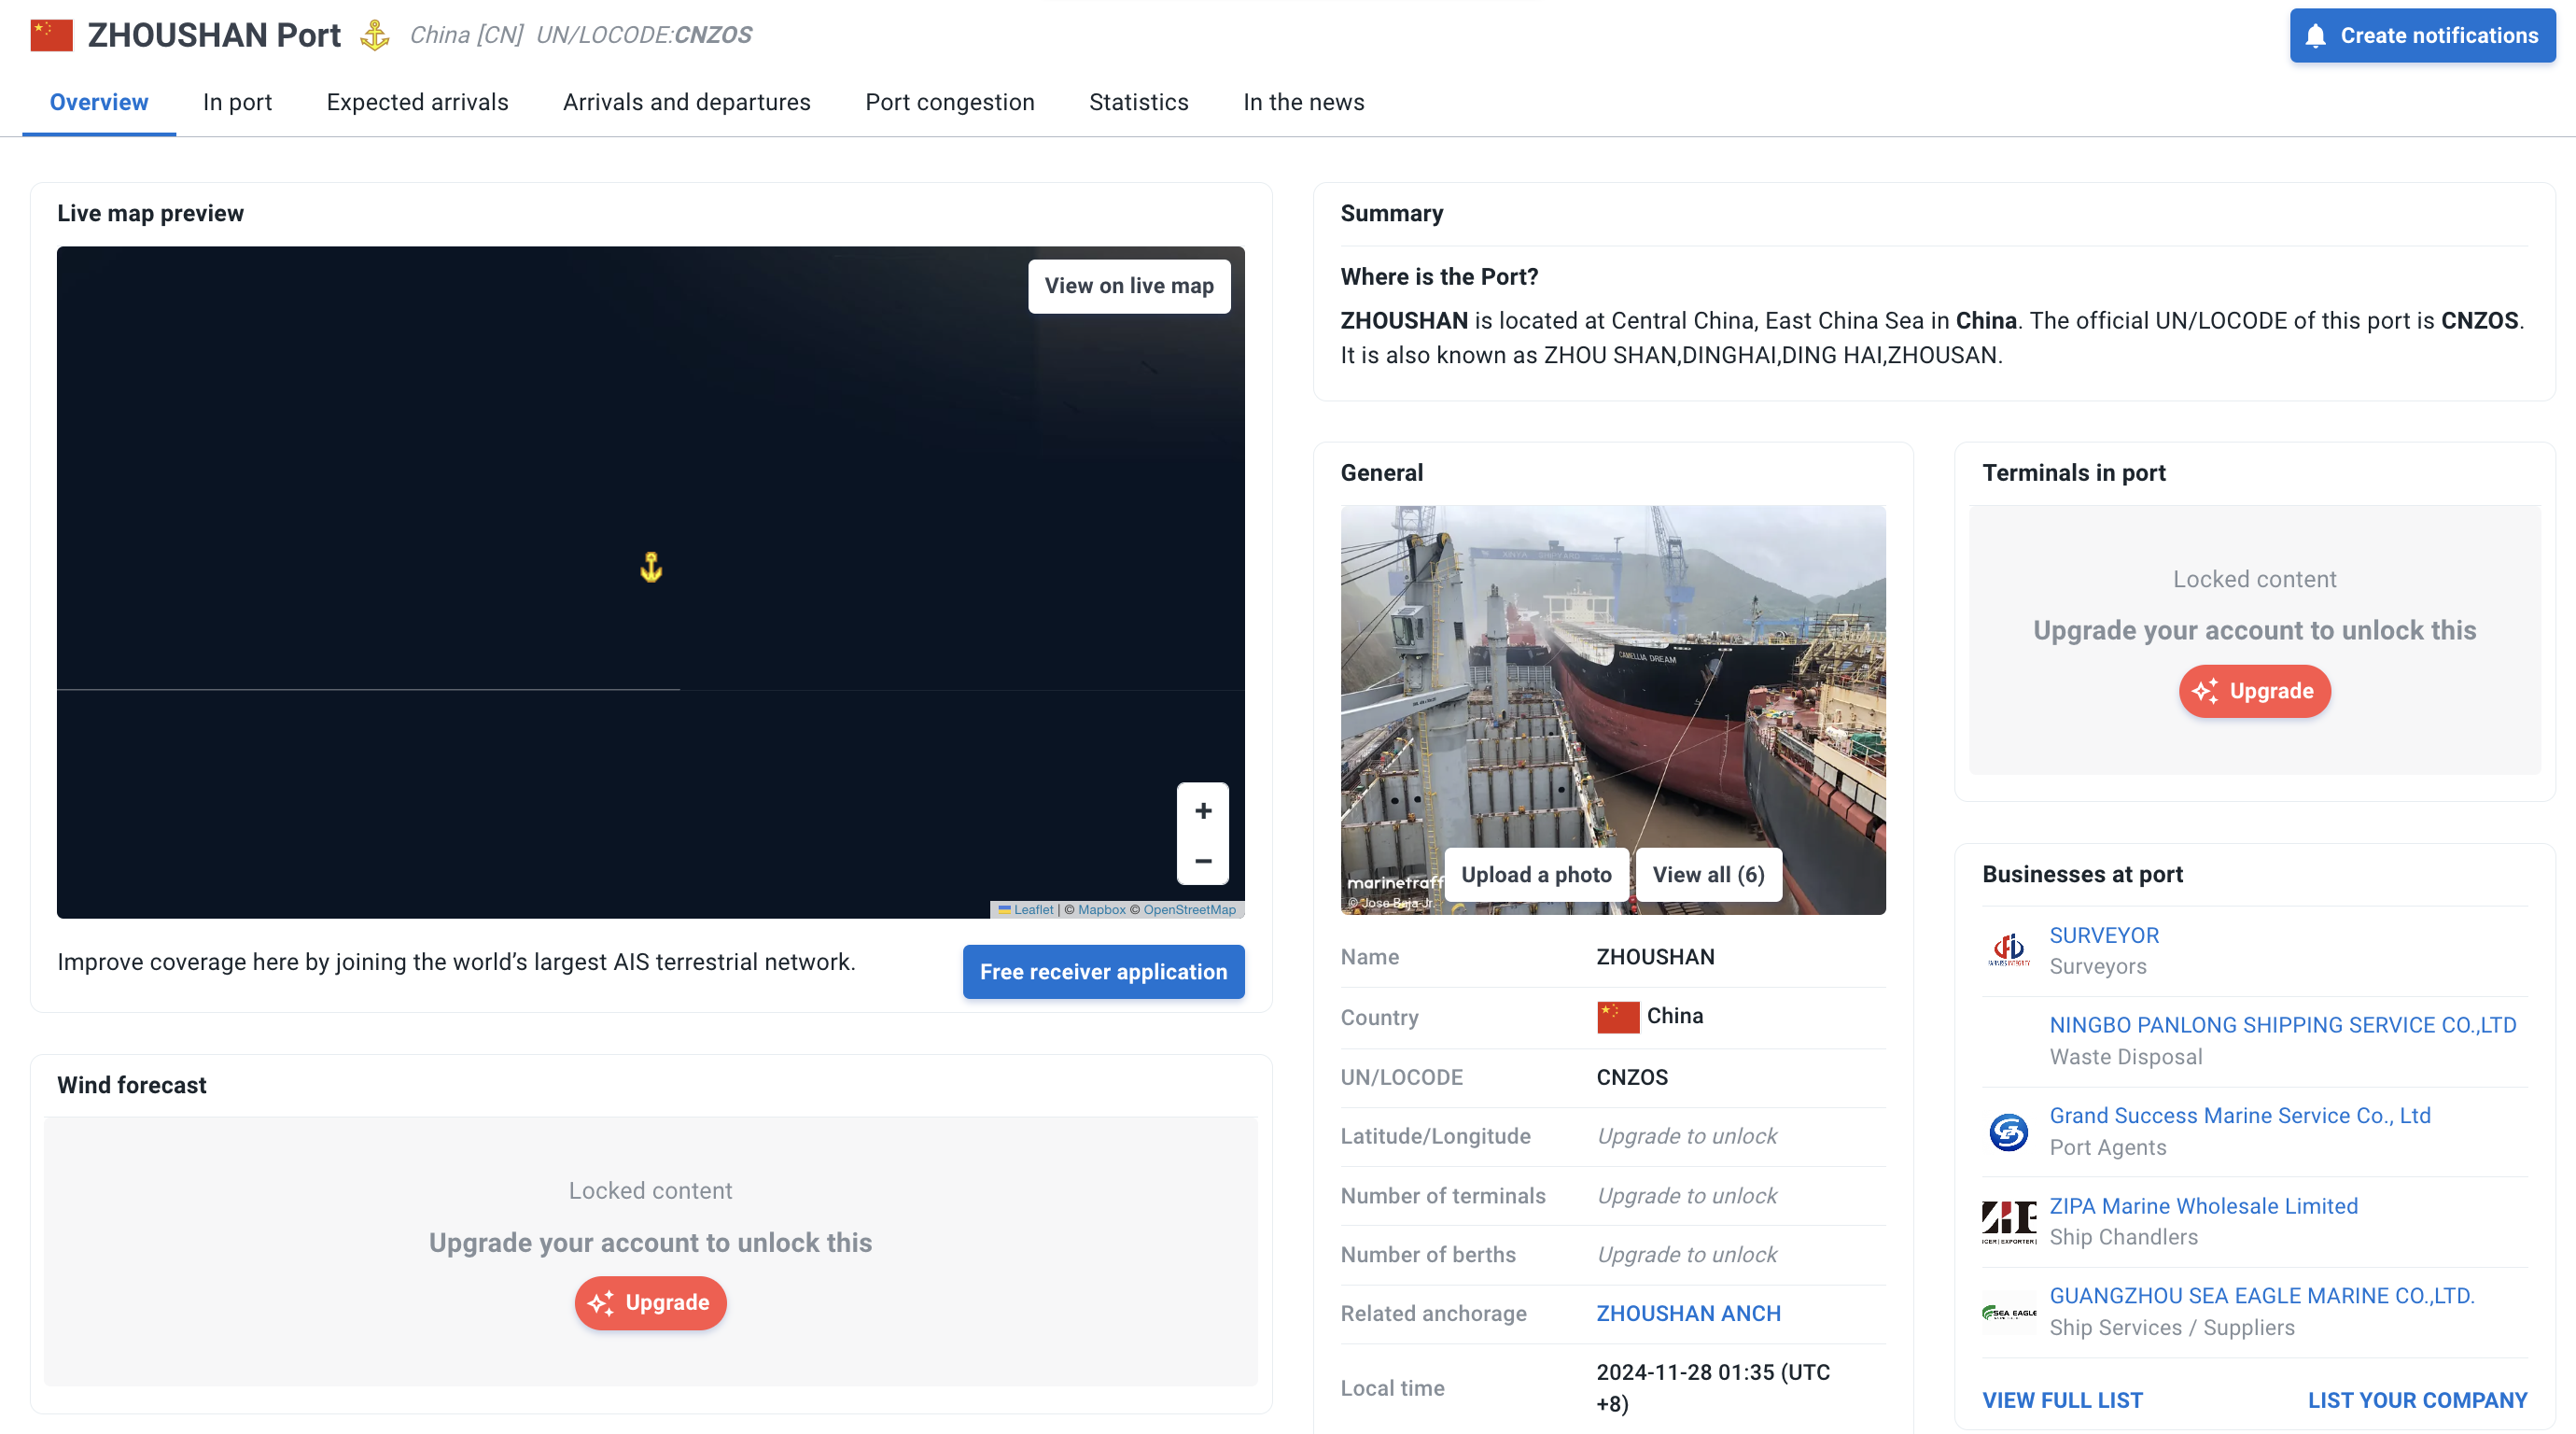 ZHOUSHAN Port China [CN] UN/LOCODE:CNZOS
Create notifications
Overview In port Expected arrivals Arrivals and departures Port congestion Statistics In the news
Live map preview
View on live map
+
−
Leaflet | © Mapbox © OpenStreetMap
Improve coverage here by joining the world’s largest AIS terrestrial network.
Free receiver application
Wind forecast
Locked content
Upgrade your account to unlock this
Upgrade
Summary
Where is the Port?
ZHOUSHAN is located at Central China, East China Sea in China. The official UN/LOCODE of this port is CNZOS.
It is also known as ZHOU SHAN,DINGHAI,DING HAI,ZHOUSAN.
General
XINYA SHIPYARD
CAMELLIA DREAM
marinetraff
© Jose Beja Jr.
Upload a photo
View all (6)
Name ZHOUSHAN
Country China
UN/LOCODE CNZOS
Latitude/Longitude Upgrade to unlock
Number of terminals Upgrade to unlock
Number of berths Upgrade to unlock
Related anchorage ZHOUSHAN ANCH
Local time 2024-11-28 01:35 (UTC
+8)
Terminals in port
Locked content
Upgrade your account to unlock this
Upgrade
Businesses at port
SURVEYOR
Surveyors
NINGBO PANLONG SHIPPING SERVICE CO.,LTD
Waste Disposal
Grand Success Marine Service Co., Ltd
Port Agents
ZIPA Marine Wholesale Limited
Ship Chandlers
SEA EAGLE
GUANGZHOU SEA EAGLE MARINE CO.,LTD.
Ship Services / Suppliers
VIEW FULL LIST
LIST YOUR COMPANY